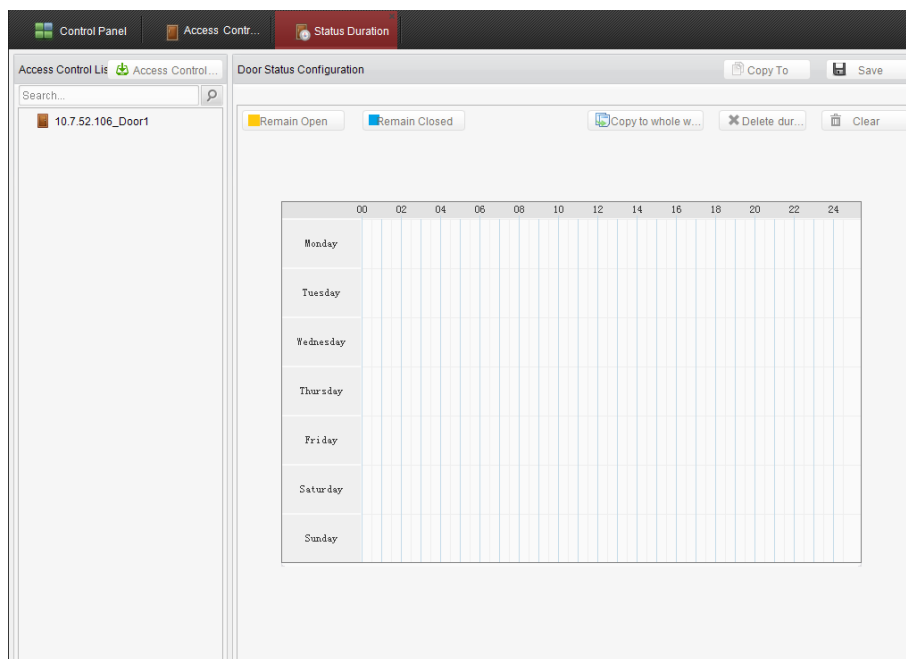 Control Panel Access Contr... Status Duration
Access Control Lis Access Control... Door Status Configuration Copy To Save
Search...
10.7.52.106_Door1 Remain Open Remain Closed Copy to whole w... Delete dur... Clear
00 02 04 06 08 10 12 14 16 18 20 22 24
Monday
Tuesday
Wednesday
Thursday
Friday
Saturday
Sunday